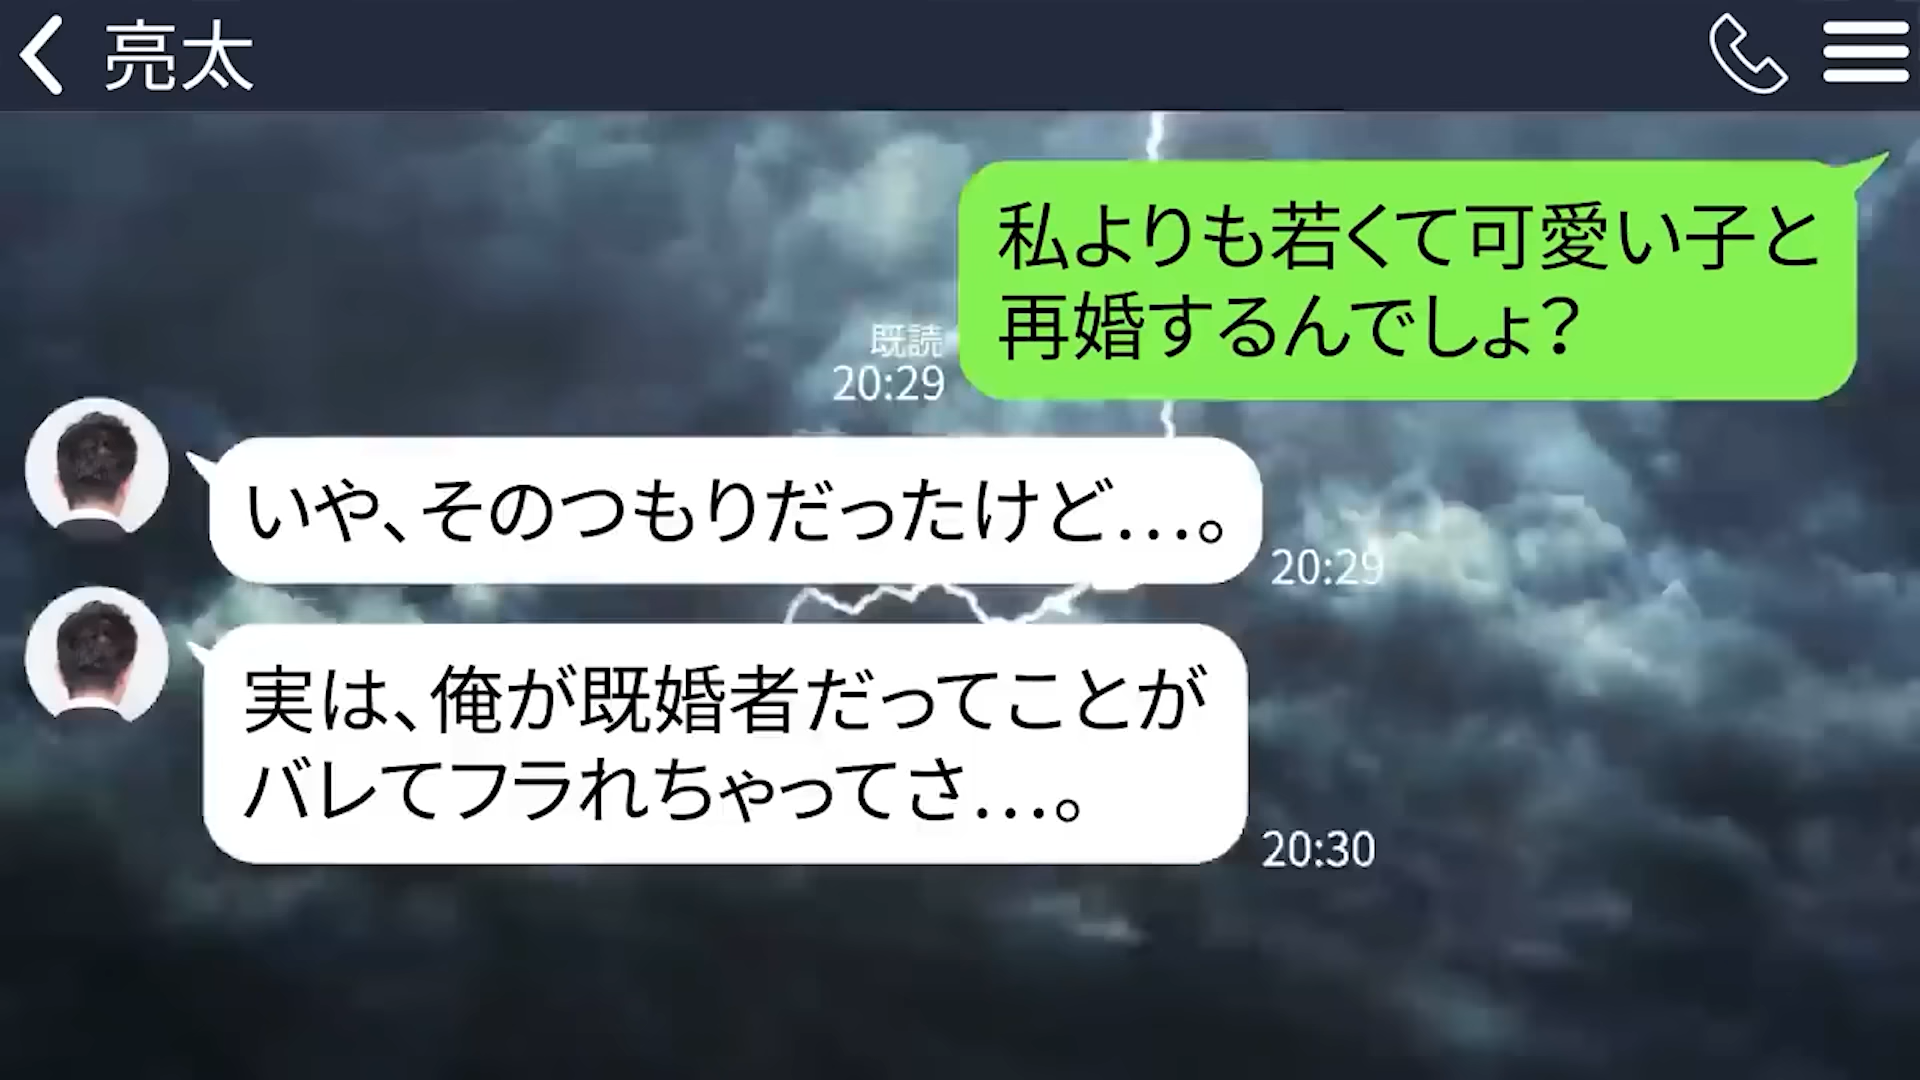 亮太
私よりも若くて可愛い子と
再婚するんでしょ？
既読
20:29
いや、そのつもりだったけど…。
20:29
実は、俺が既婚者だってことが
バレてフラれちゃってさ…。
20:30